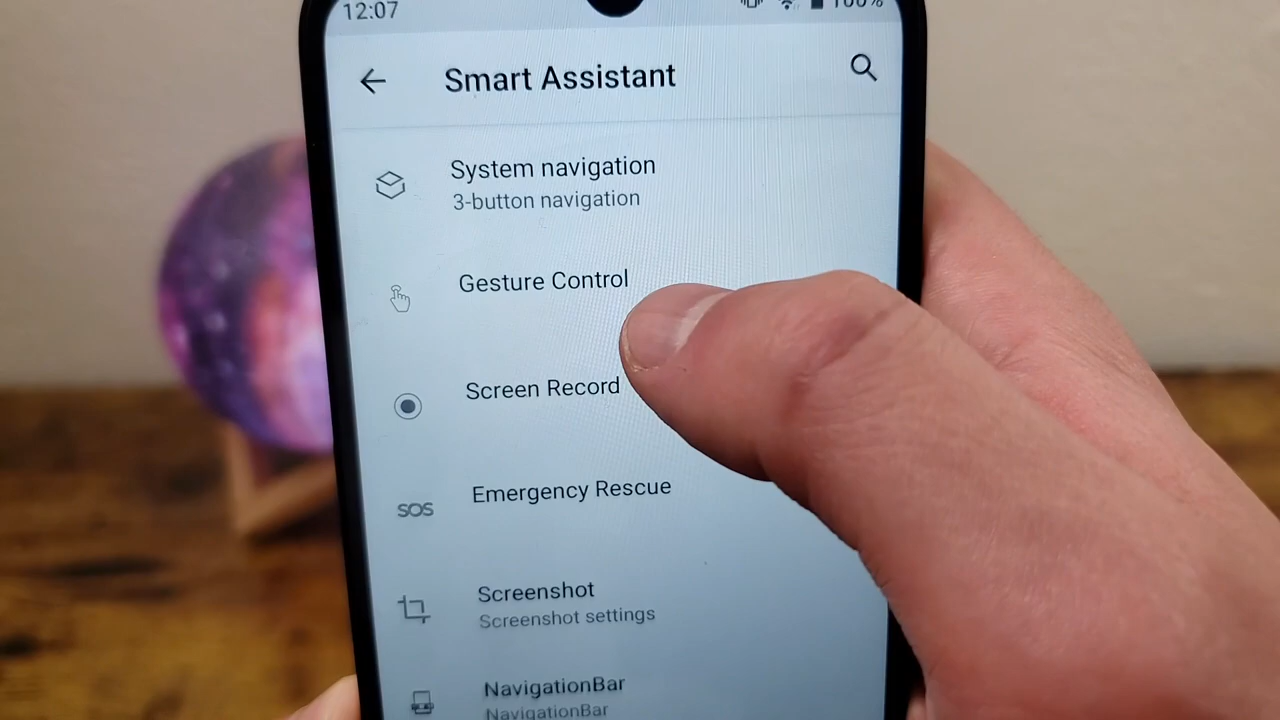 12:07
100%
Smart Assistant
System navigation
3-button navigation
Gesture Control
Screen Record
SOS
Emergency Rescue
Screenshot
Screenshot settings
NavigationBar
NavigationBar